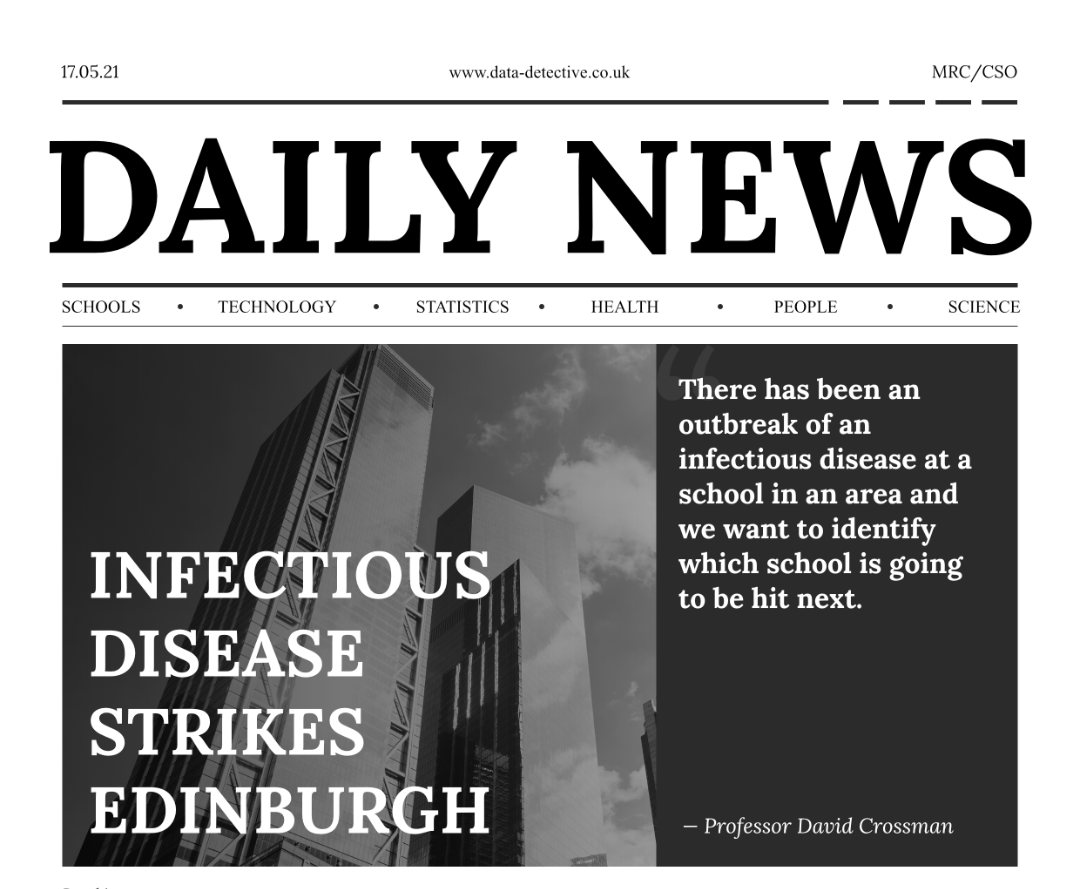 17.05.21 www.data-detective.co.uk MRC/CSO
DAILY NEWS
SCHOOLS • TECHNOLOGY • STATISTICS • HEALTH • PEOPLE • SCIENCE
INFECTIOUS
DISEASE
STRIKES
EDINBURGH
“
There has been an
outbreak of an
infectious disease at a
school in an area and
we want to identify
which school is going
to be hit next.
– Professor David Crossman